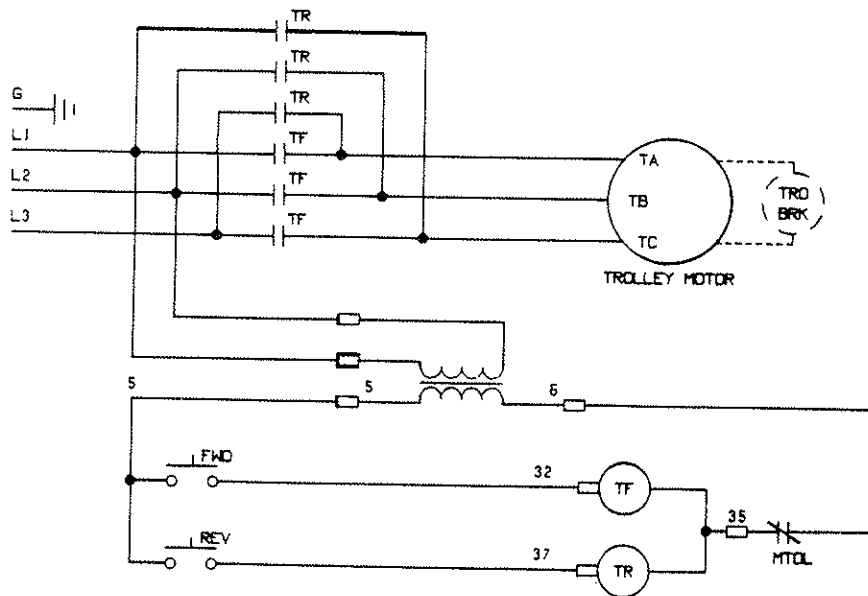 TR
TR
G
TR
L1
TF
TA
L2
TF
TB
TRO
BRK
L3
TF
TC
TROLLEY MOTOR
5
5
6
FWD
32
TF
35
REV
37
TR
MTOL